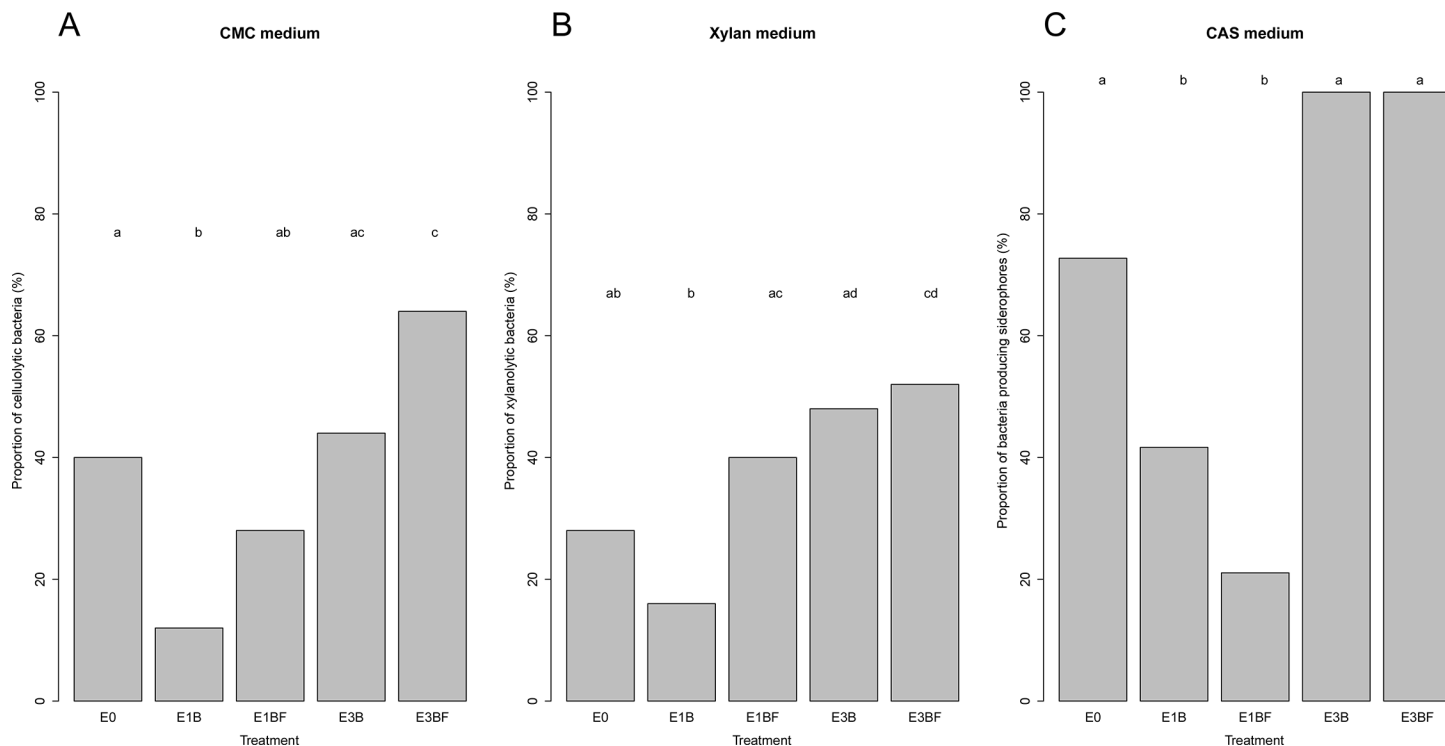 A
CMC medium
Proportion of cellulolytic bacteria (%)
100
80
60
40
20
0
a b ab ac c
E0 E1B E1BF E3B E3BF
Treatment
B
Xylan medium
Proportion of xylanolytic bacteria (%)
100
80
60
40
20
0
ab b ac ad cd
E0 E1B E1BF E3B E3BF
Treatment
C
CAS medium
Proportion of bacteria producing siderophores (%)
100
80
60
40
20
0
a b b a a
E0 E1B E1BF E3B E3BF
Treatment